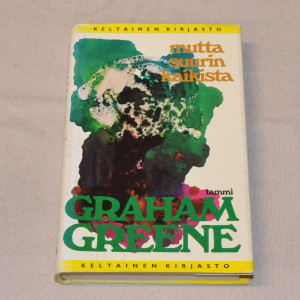 KELTAINEN KIRJASTO
mutta
suurin
kaikista
tammi
GRAHAM
GREENE
KELTAINEN KIRJASTO